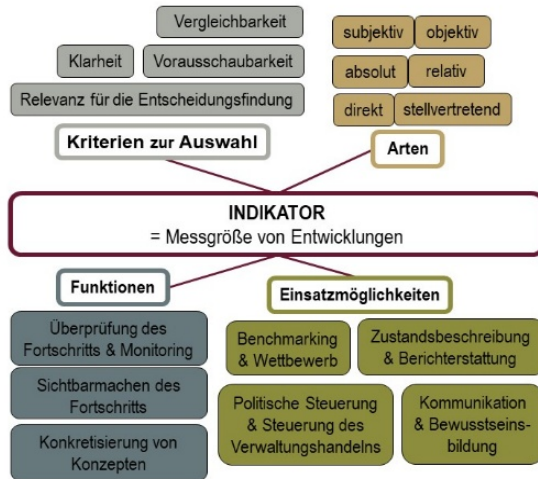 Vergleichbarkeit
Klarheit
Vorausschaubarkeit
Relevanz für die Entscheidungsfindung
Kriterien zur Auswahl
subjektiv
objektiv
absolut
relativ
direkt
stellvertretend
Arten
INDIKATOR
= Messgröße von Entwicklungen
Funktionen
Überprüfung des
Fortschritts & Monitoring
Sichtbarmachen des
Fortschritts
Konkretisierung von
Konzepten
Einsatzmöglichkeiten
Benchmarking
& Wettbewerb
Zustandsbeschreibung
& Berichterstattung
Politische Steuerung
& Steuerung des
Verwaltungshandelns
Kommunikation
& Bewusstseins-
bildung